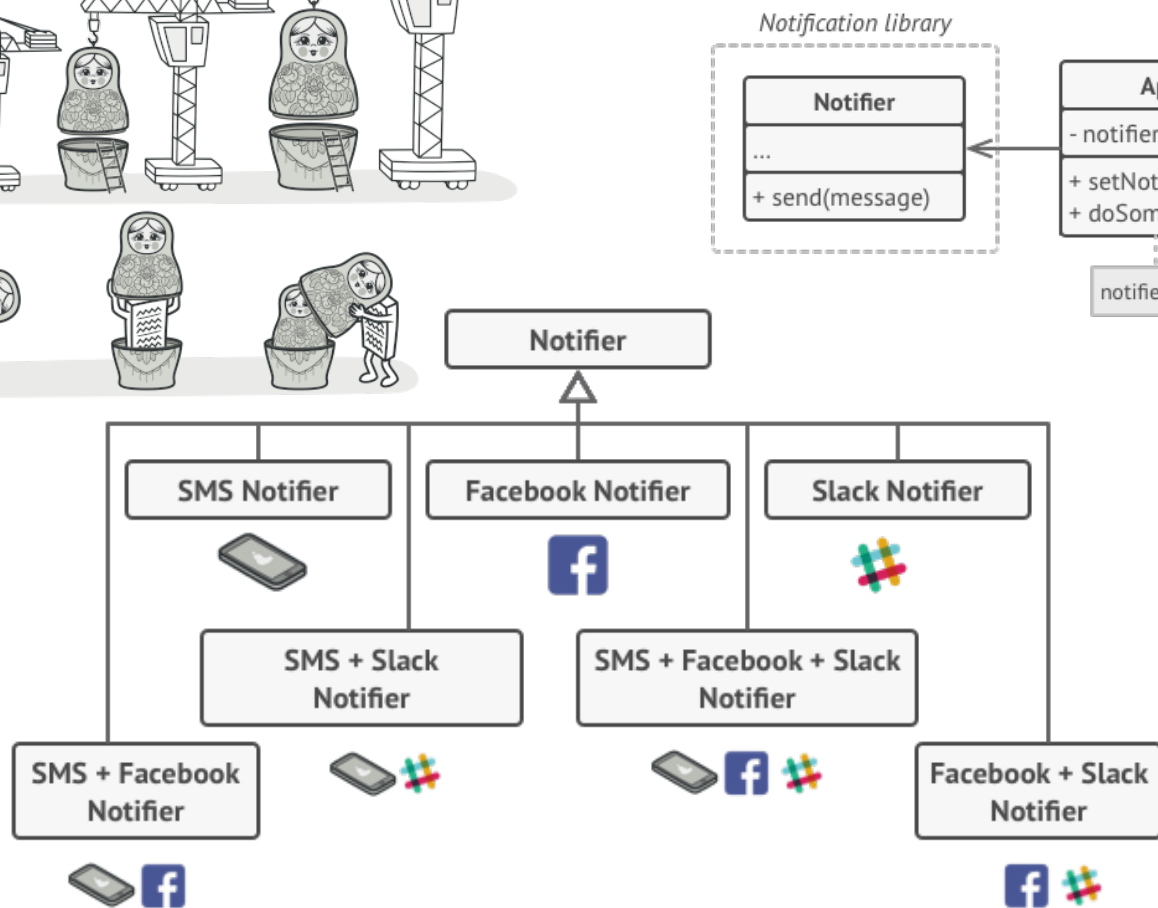 Notification library
Notifier
...
+ send(message)
- notifier
+ setNot
+ doSom
notifie
Notifier
SMS Notifier
Facebook Notifier
Slack Notifier
SMS + Slack
Notifier
SMS + Facebook + Slack
Notifier
SMS + Facebook
Notifier
Facebook + Slack
Notifier